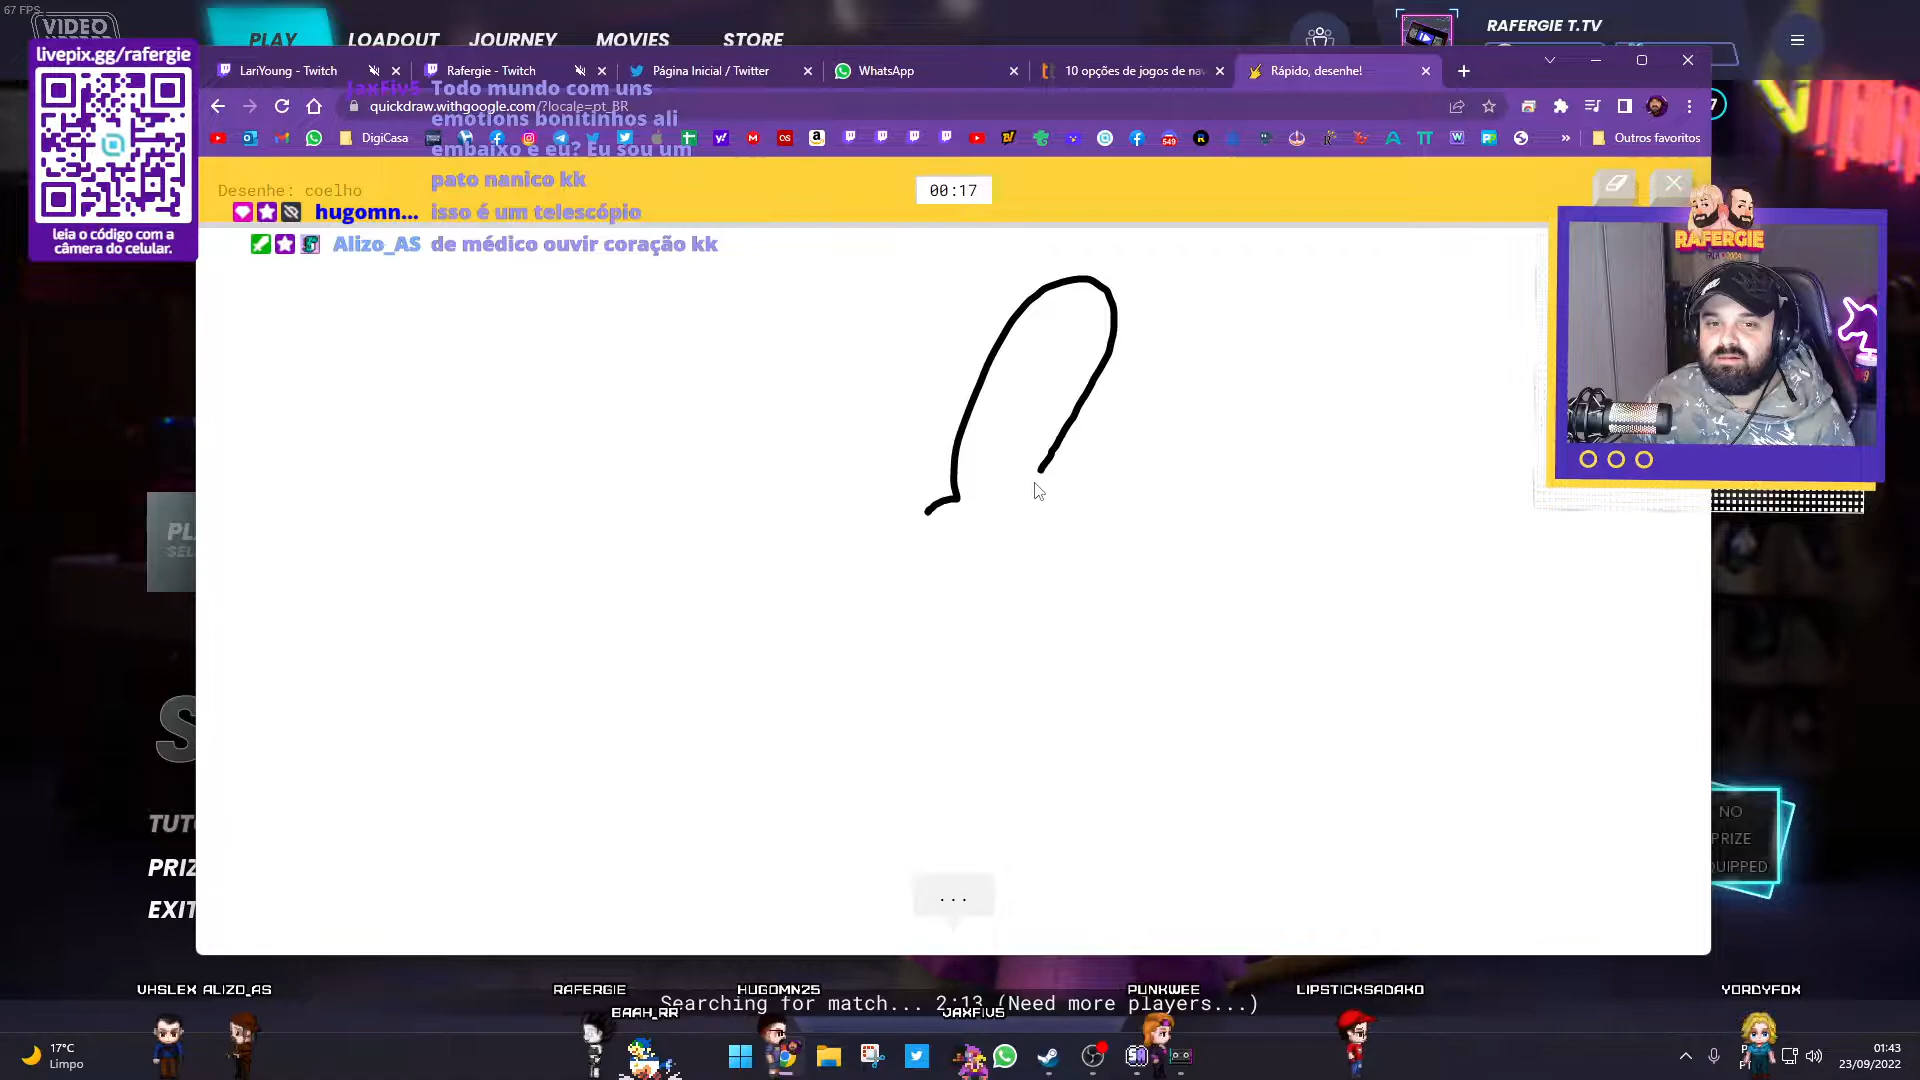 67 FPS
VIDEO
PLAY
LOADOUT
JOURNEY
MOVIES
STORE
RAFERGIE T.TV
livepix.gg/rafergie
leia o código com a
câmera do celular.
LariYoung - Twitch
Rafergie - Twitch
Página Inicial / Twitter
WhatsApp
10 opções de jogos de nav
Rápido, desenhe!
quickdraw.withgoogle.com/?locale=pt_BR
JaxFiv5 Todo mundo com uns
emotions bonitinhos ali
embaixo e eu? Eu sou um
pato nanico kk
DigiCasa
Outros favoritos
Desenhe: coelho
00:17
hugomn... isso é um telescópio
Alizo_AS de médico ouvir coração kk
RAFERGIE
...
TUT
PRIZ
EXIT
NO
PRIZE
QUIPPED
VHSLEX
ALIZO_AS
RAFERGIE
HUGOMN25
PUNKWEE
LIPSTICKSADAKO
YORDYFOX
Searching for match... 2:13 (Need more players...)
BAAH_RR
JAXFIV5
17°C
Limpo
01:43
23/09/2022